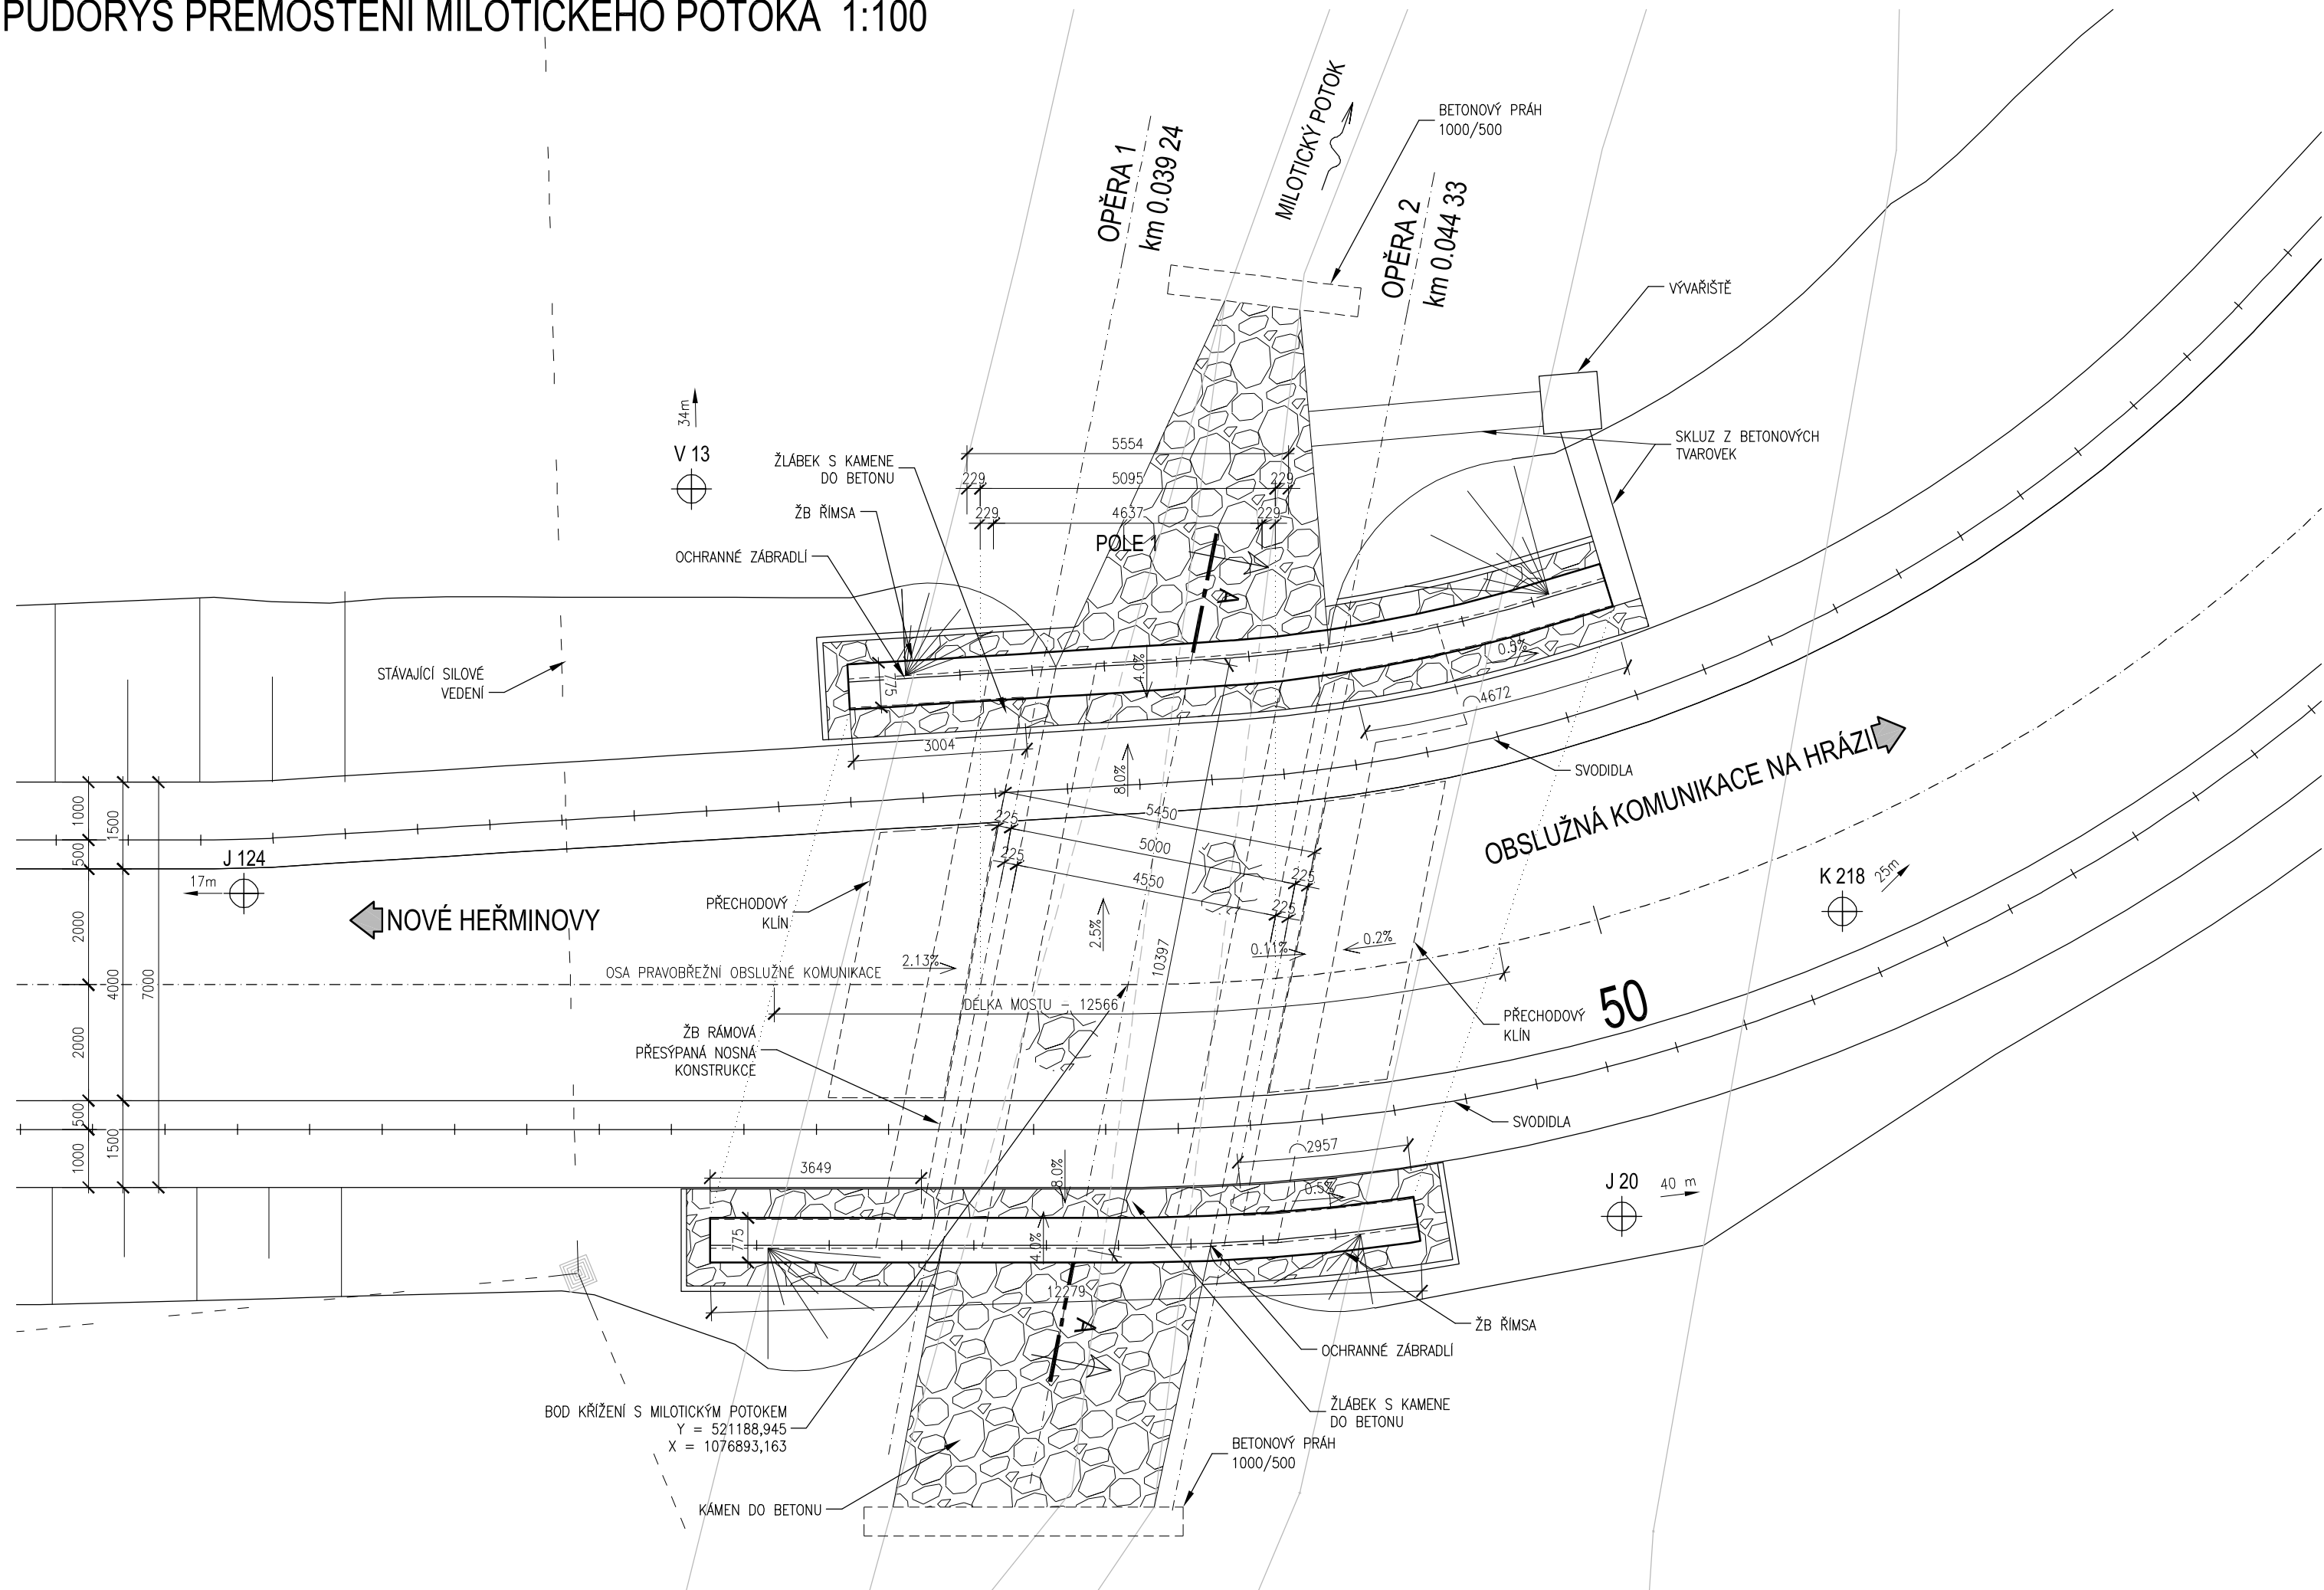 PŮDORYS PŘEMOSTĚNÍ MILOTICKÉHO POTOKA 1:100
OPĚRA 1
km 0.039 24
MILOTICKÝ POTOK
BETONOVÝ PRÁH
1000/500
OPĚRA 2
km 0.044 33
VÝVAŘIŠTĚ
34m
V 13
ŽLÁBEK S KAMENE
DO BETONU
ŽB ŘÍMSA
OCHRANNÉ ZÁBRADLÍ
5554
229
5095
229
229
4637
229
POLE 1
A
SKLUZ Z BETONOVÝCH
TVAROVEK
STÁVAJÍCÍ SILOVÉ
VEDENÍ
775
4.0%
0.5%
4672
3004
8.0%
SVODIDLA
OBSLUŽNÁ KOMUNIKACE NA HRÁZI
1000
1500
500
2000
4000
7000
2000
500
1500
1000
J 124
17m
NOVÉ HEŘMINOVY
PŘECHODOVÝ
KLÍN
225
5450
5000
225
4550
225
225
K 218
25m
2.5%
10397
2.13%
0.11%
0.2%
OSA PRAVOBŘEŽNÍ OBSLUŽNÉ KOMUNIKACE
DÉLKA MOSTU - 12566
PŘECHODOVÝ
KLÍN
50
ŽB RÁMOVÁ
PŘESÝPANÁ NOSNÁ
KONSTRUKCE
SVODIDLA
3649
8.0%
2957
0.5%
J 20
40 m
775
4.0%
12279
A
ŽB ŘÍMSA
OCHRANNÉ ZÁBRADLÍ
ŽLÁBEK S KAMENE
DO BETONU
BOD KŘÍŽENÍ S MILOTICKÝM POTOKEM
Y = 521188,945
X = 1076893,163
BETONOVÝ PRÁH
1000/500
KÁMEN DO BETONU